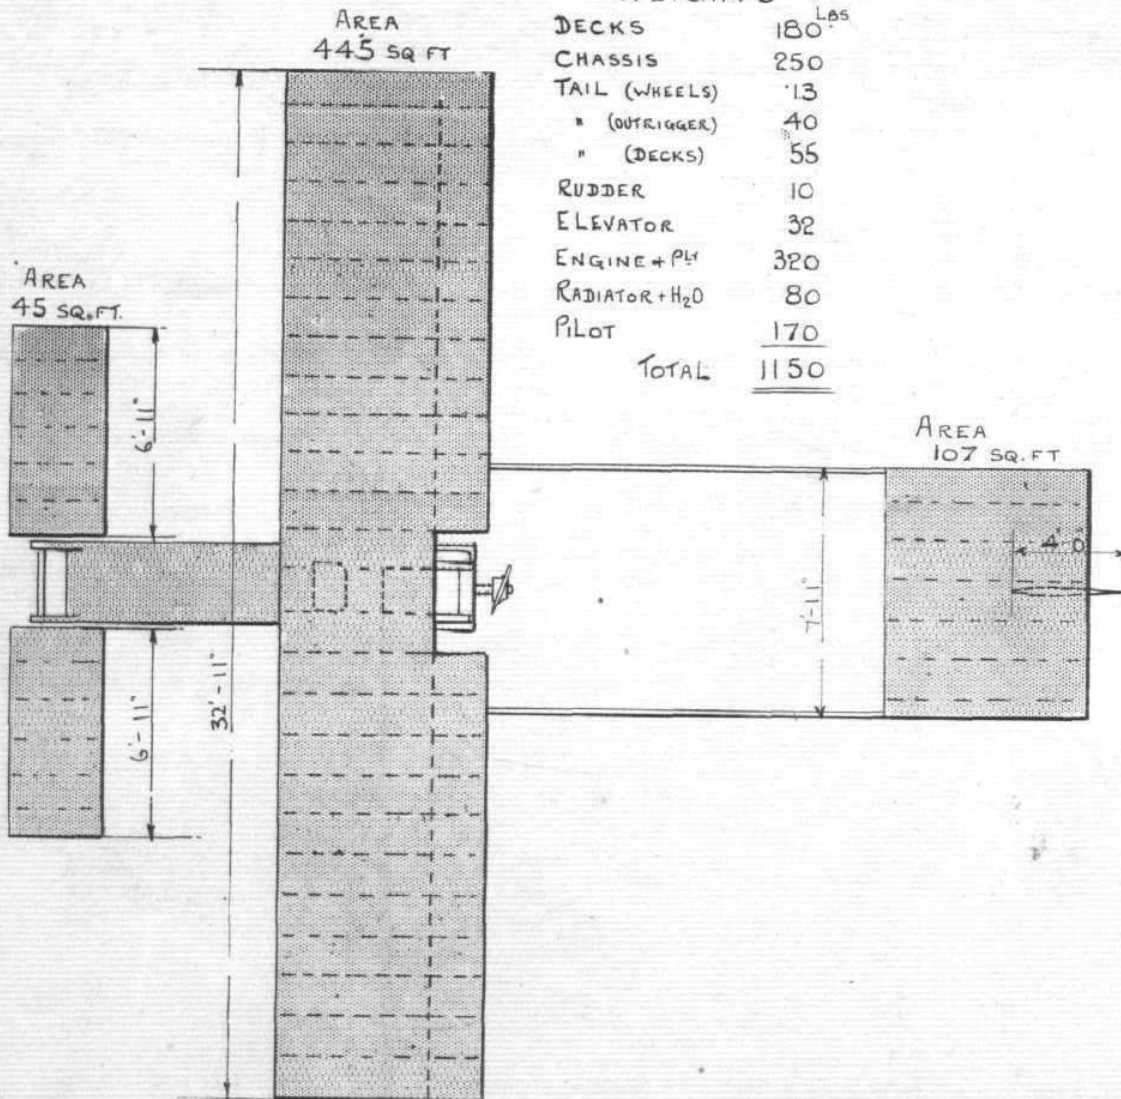 AREA
445 SQ FT
LBS
DECKS 180
CHASSIS 250
TAIL (WHEELS) 13
" (OUTRIGGER) 40
" (DECKS) 55
RUDDER 10
ELEVATOR 32
ENGINE + PLT 320
RADIATOR + H2O 80
PILOT 170
TOTAL 1150
AREA
45 SQ. FT.
6'-11"
AREA
107 SQ. FT
4' 0"
7'-11"
32'-11"
6'-11"